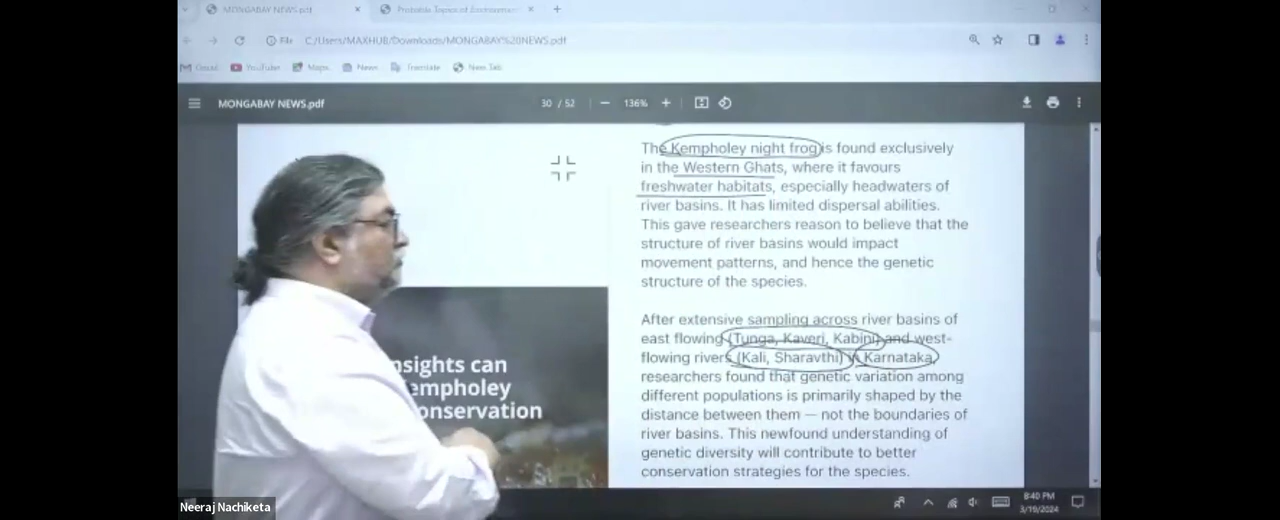 MONGABAY NEWS.pdf
Probable Topics of Environmen
File C:/Users/MAXHUB/Downloads/MONGABAY%20NEWS.pdf
Gmail YouTube Maps News Translate New Tab
MONGABAY NEWS.pdf 30 / 52 136%
The Kempholey night frog is found exclusively
in the Western Ghats, where it favours
freshwater habitats, especially headwaters of
river basins. It has limited dispersal abilities.
This gave researchers reason to believe that the
structure of river basins would impact
movement patterns, and hence the genetic
structure of the species.
After extensive sampling across river basins of
east flowing (Tunga, Kaveri, Kabini) and west-
flowing rivers (Kali, Sharavthi) in Karnataka,
researchers found that genetic variation among
different populations is primarily shaped by the
distance between them — not the boundaries of
river basins. This newfound understanding of
genetic diversity will contribute to better
conservation strategies for the species.
nsights can
empholey
onservation
8:40 PM
3/19/2024
Neeraj Nachiketa